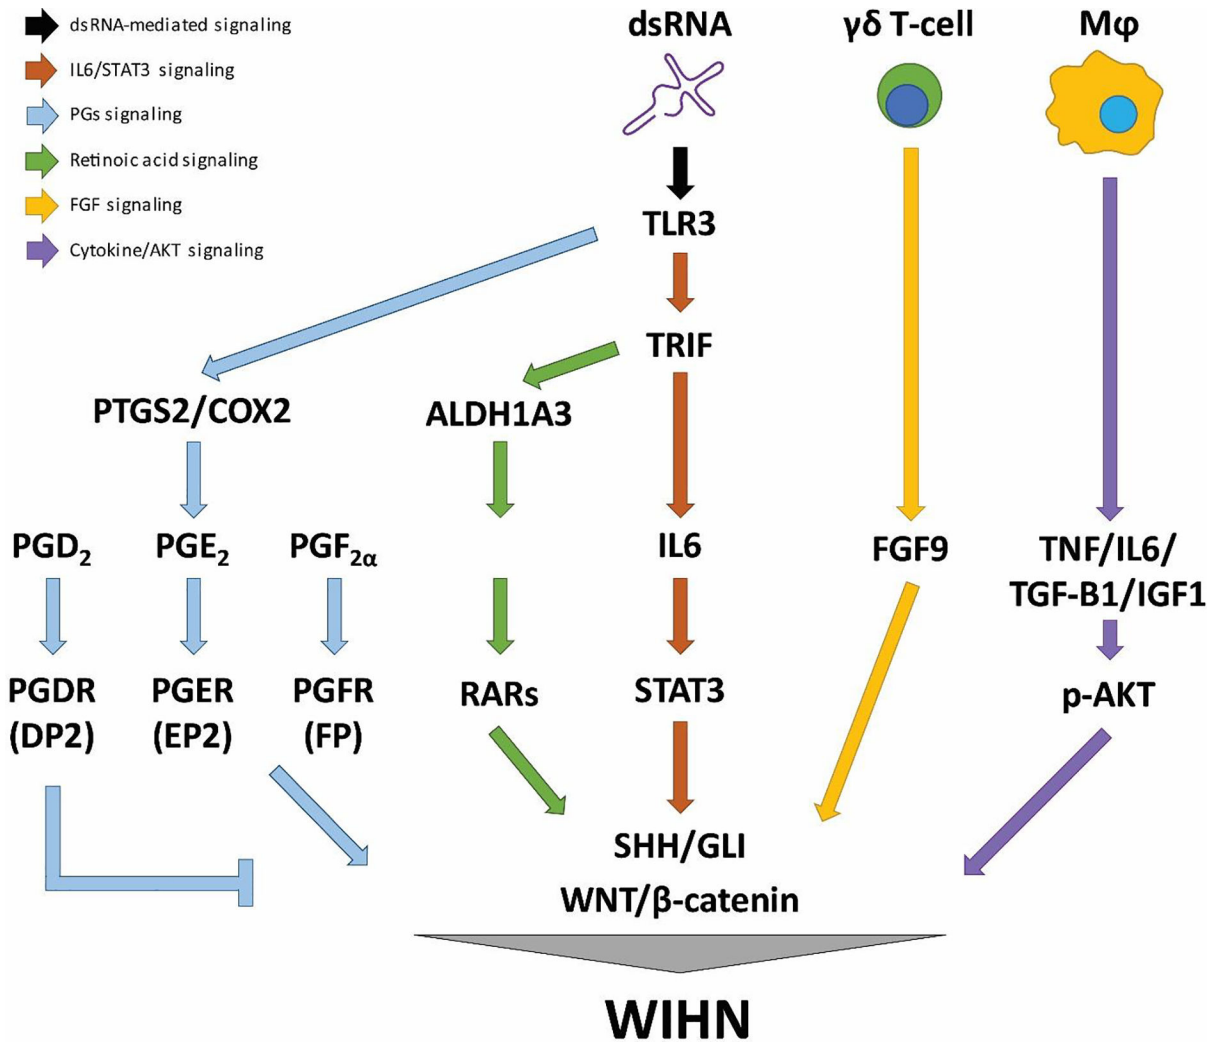 dsRNA-mediated signaling
IL6/STAT3 signaling
PGs signaling
Retinoic acid signaling
FGF signaling
Cytokine/AKT signaling
dsRNA
γδ T-cell
Mφ
TLR3
TRIF
PTGS2/COX2
ALDH1A3
PGD₂
PGE₂
PGF₂α
IL6
FGF9
TNF/IL6/
TGF-B1/IGF1
PGDR
(DP2)
PGER
(EP2)
PGFR
(FP)
RARs
STAT3
p-AKT
SHH/GLI
WNT/β-catenin
WIHN